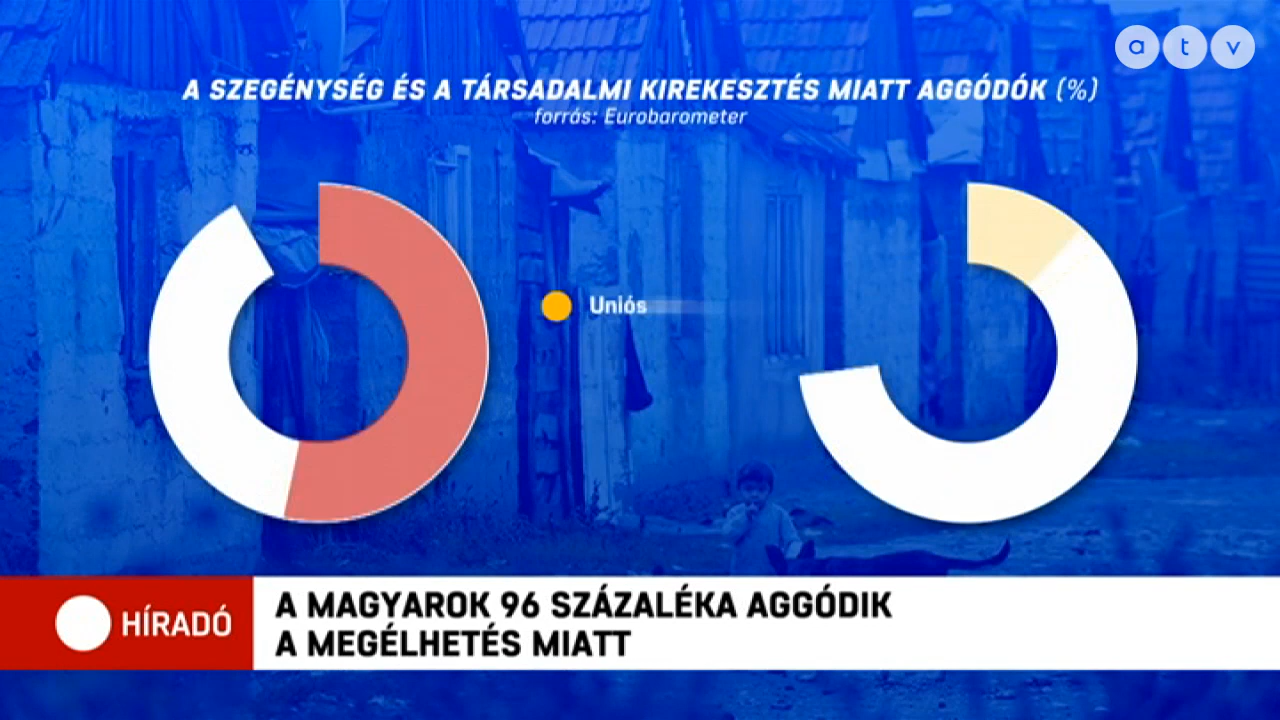 atv
A SZEGÉNYSÉG ÉS A TÁRSADALMI KIREKESZTÉS MIATT AGGÓDÓK (%)
forrás: Eurobarometer
Uniós
HÍRADÓ
A MAGYAROK 96 SZÁZALÉKA AGGÓDIK
A MEGÉLHETÉS MIATT